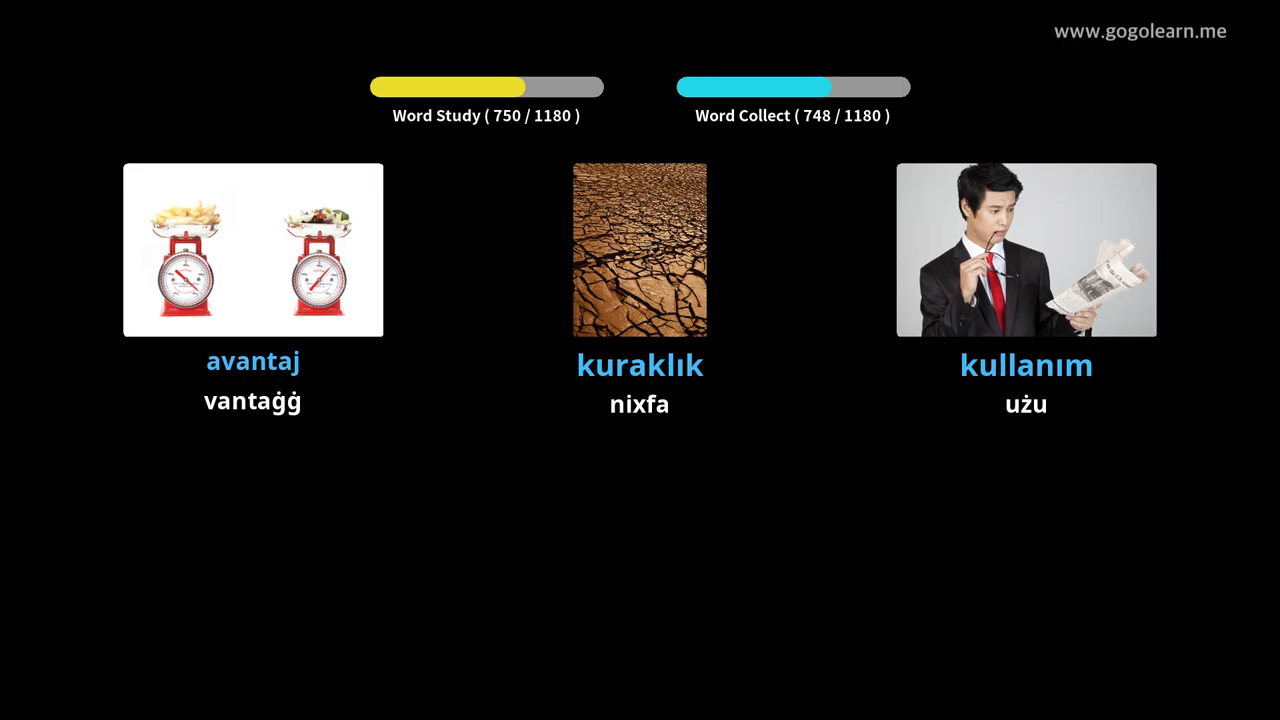 www.gogolearn.me
Word Study ( 750 / 1180 )
Word Collect ( 748 / 1180 )
avantaj
vantaġġ
kuraklık
nixfa
kullanım
użu